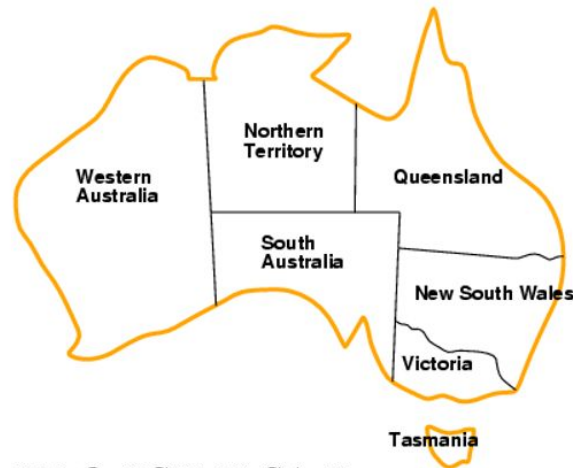 Northern
Territory
Western
Australia
Queensland
South
Australia
New South Wales
Victoria
Tasmania